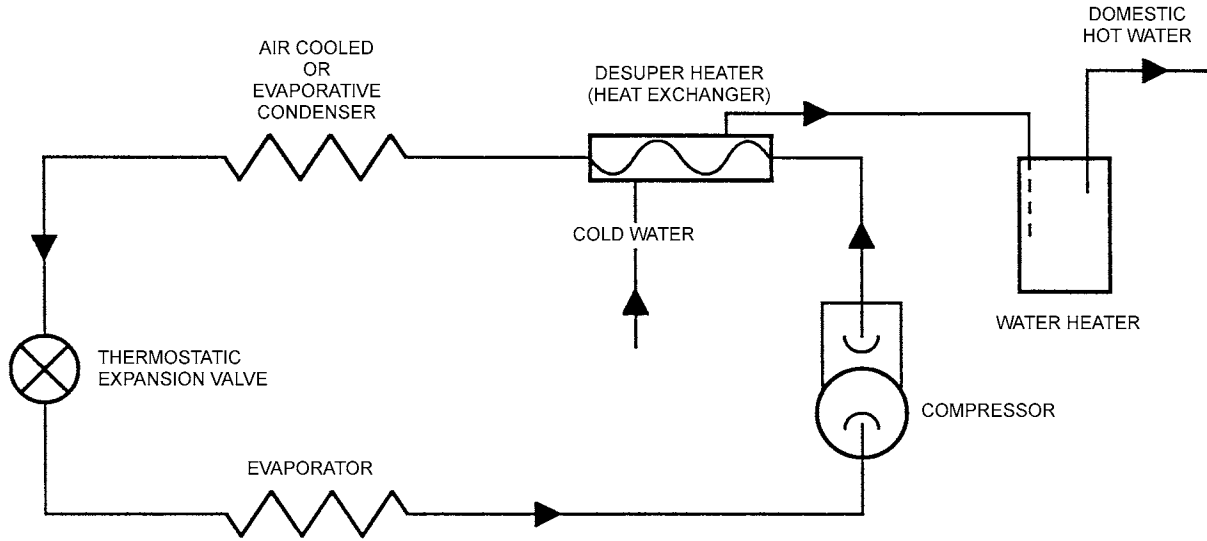 DOMESTIC
HOT WATER
AIR COOLED
OR
EVAPORATIVE
CONDENSER
DESUPER HEATER
(HEAT EXCHANGER)
COLD WATER
WATER HEATER
THERMOSTATIC
EXPANSION VALVE
COMPRESSOR
EVAPORATOR